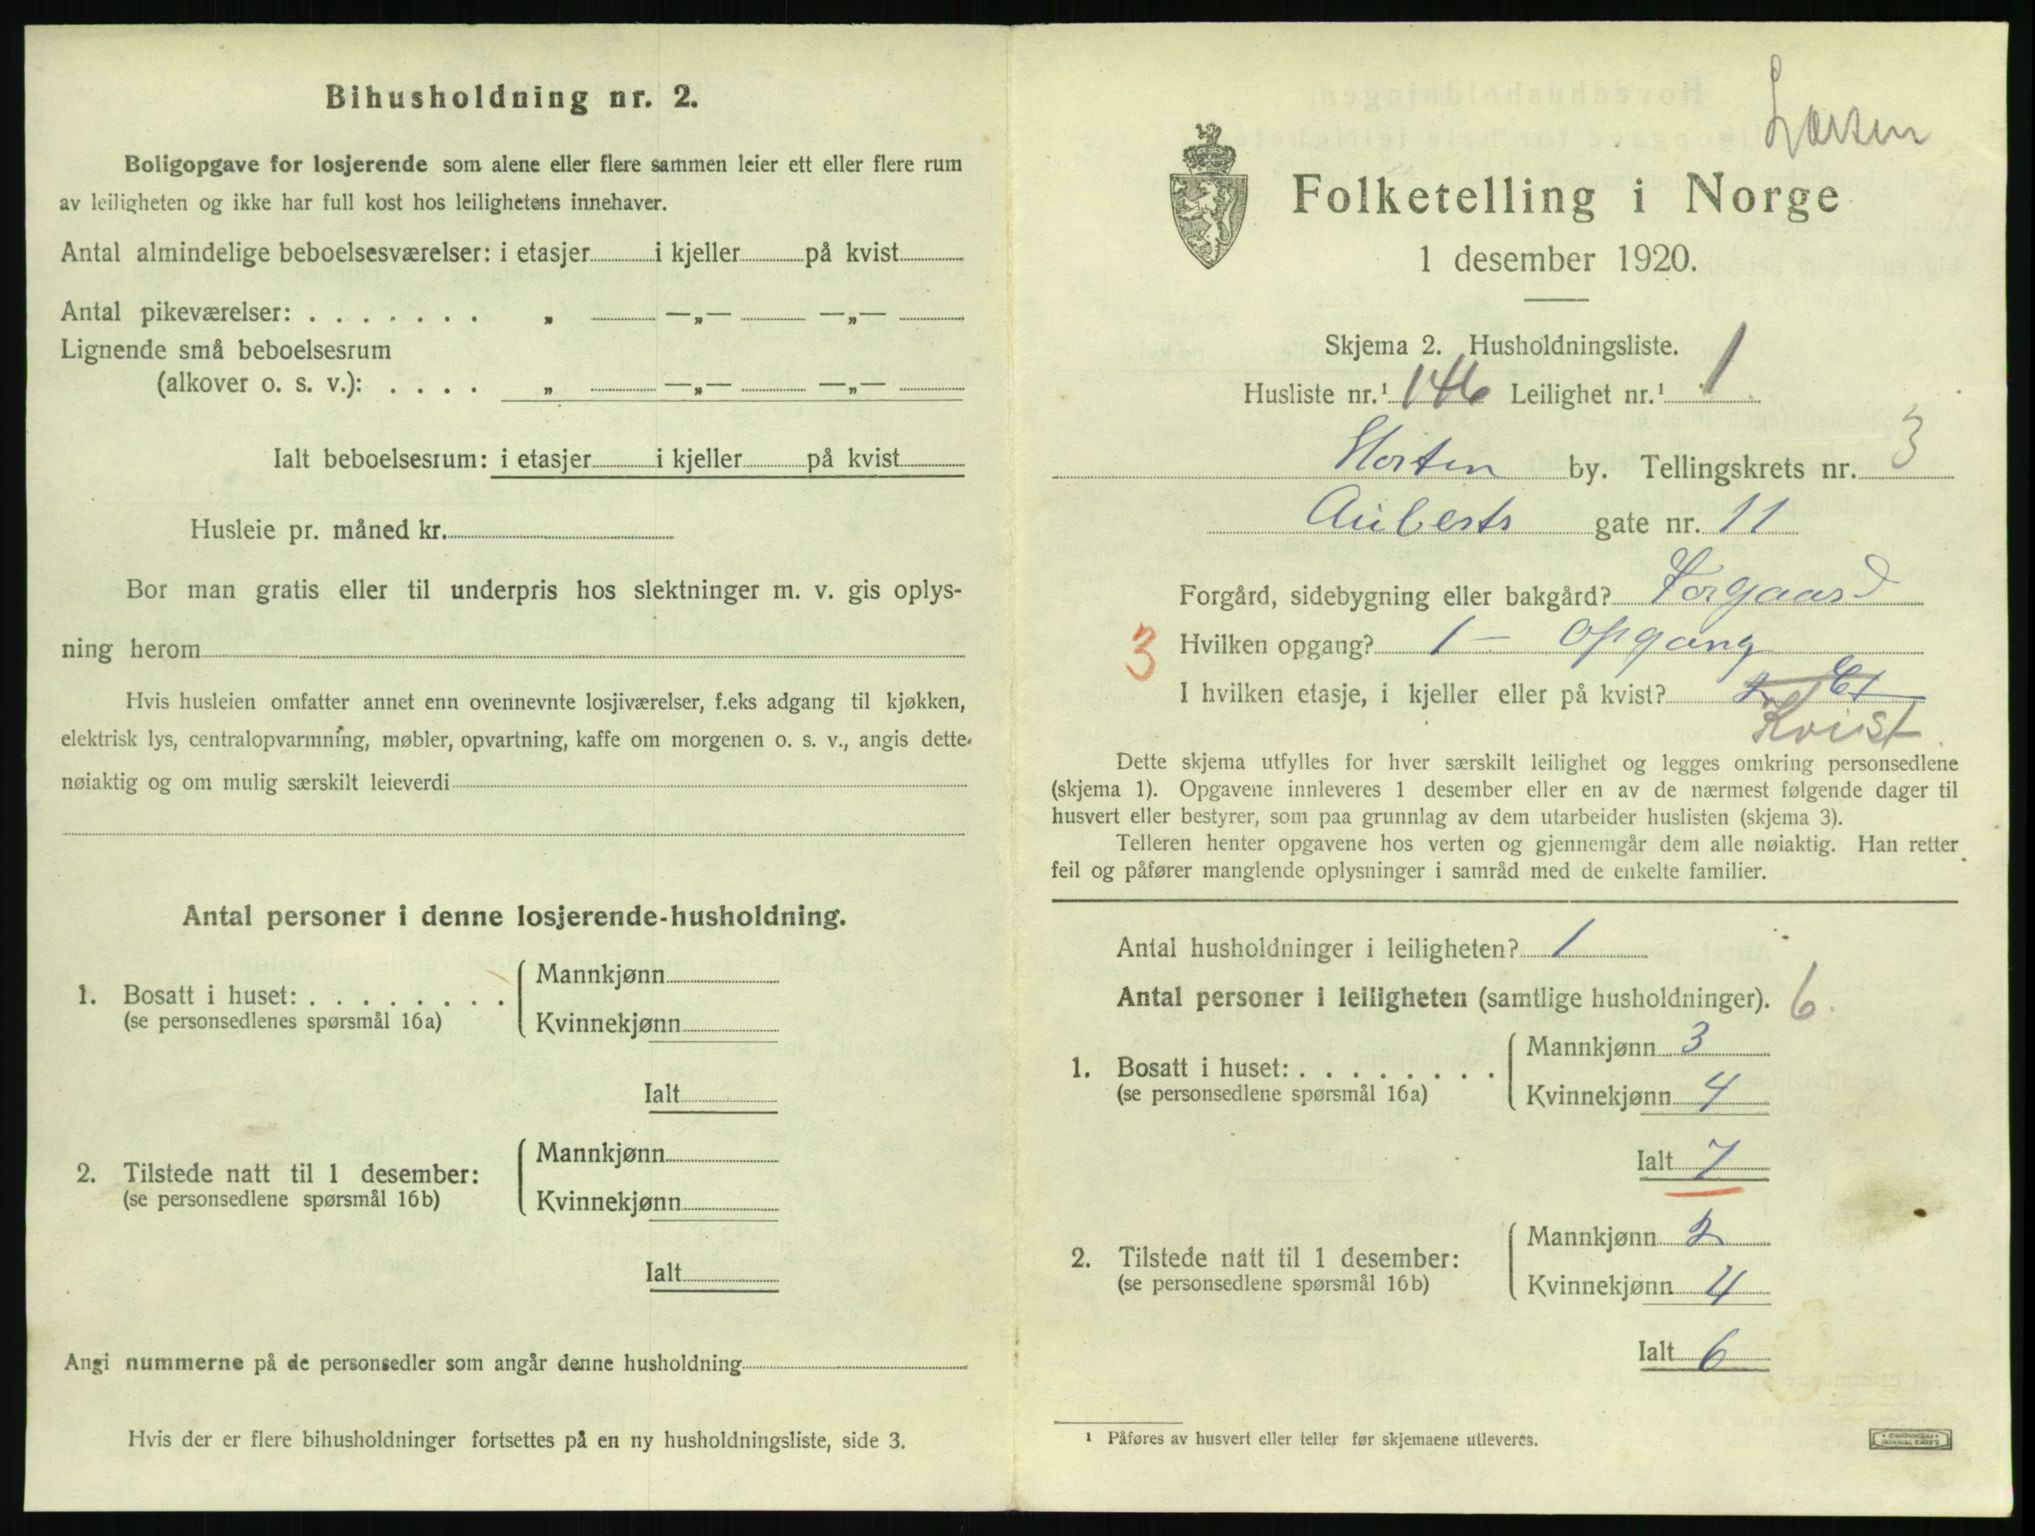 Bihusholdning nr. 2.
Boligopgave for losjerende som alene eller flere sammen leier ett eller flere rum
av leiligheten og ikke har full kost hos leilighetens innehaver.
Antal almindelige beboelsesværelser: i etasjer i kjeller på kvist
Antal pikeværelser: . . . . . . . „ —„— —„—
Lignende små beboelsesrum
(alkover o. s. v.): . . . . „ —„— —„—
Ialt beboelsesrum: i etasjer i kjeller på kvist
Husleie pr. måned kr.
Bor man gratis eller til underpris hos slektninger m. v. gis oplys-
ning herom
Hvis husleien omfatter annet enn ovennevnte losjiværelser, f.eks adgang til kjøkken,
elektrisk lys, centralopvarmning, møbler, opvartning, kaffe om morgenen o. s. v., angis dette
nøiaktig og om mulig særskilt leieverdi
Antal personer i denne losjerende-husholdning.
1. Bosatt i huset: . . . . . . . .
(se personsedlenes spørsmål 16a)
Mannkjønn
Kvinnekjønn
Ialt
2. Tilstede natt til 1 desember:
(se personsedlene spørsmål 16b)
Mannkjønn
Kvinnekjønn
Ialt
Angi nummerne på de personsedler som angår denne husholdning
Hvis der er flere bihusholdninger fortsettes på en ny husholdningsliste, side 3.
Larsen
Folketelling i Norge
1 desember 1920.
Skjema 2. Husholdningsliste.
Husliste nr.¹ 146 Leilighet nr.¹ 1
Horten by. Tellingskrets nr. 3
Auberts gate nr. 11
Forgård, sidebygning eller bakgård? Forgaard
3 Hvilken opgang? 1 – opgang
I hvilken etasje, i kjeller eller på kvist? 2 Et
Kvist
Dette skjema utfylles for hver særskilt leilighet og legges omkring personsedlene
(skjema 1). Opgavene innleveres 1 desember eller en av de nærmest følgende dager til
husvert eller bestyrer, som paa grunnlag av dem utarbeider huslisten (skjema 3).
Telleren henter opgavene hos verten og gjennemgår dem alle nøiaktig. Han retter
feil og påfører manglende oplysninger i samråd med de enkelte familier.
Antal husholdninger i leiligheten? 1
Antal personer i leiligheten (samtlige husholdninger). 6
1. Bosatt i huset: . . . . . . . .
(se personsedlene spørsmål 16a)
Mannkjønn 3
Kvinnekjønn 4
Ialt 7
2. Tilstede natt til 1 desember:
(se personsedlene spørsmål 16b)
Mannkjønn 2
Kvinnekjønn 4
Ialt 6
¹ Påføres av husvert eller teller før skjemaene utleveres.